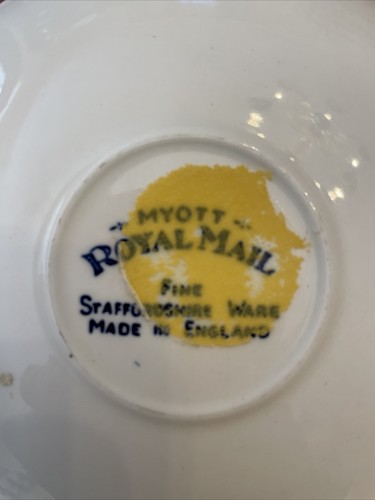 MYOTT
ROYAL MAIL
FINE
STAFFORDSHIRE WARE
MADE IN ENGLAND